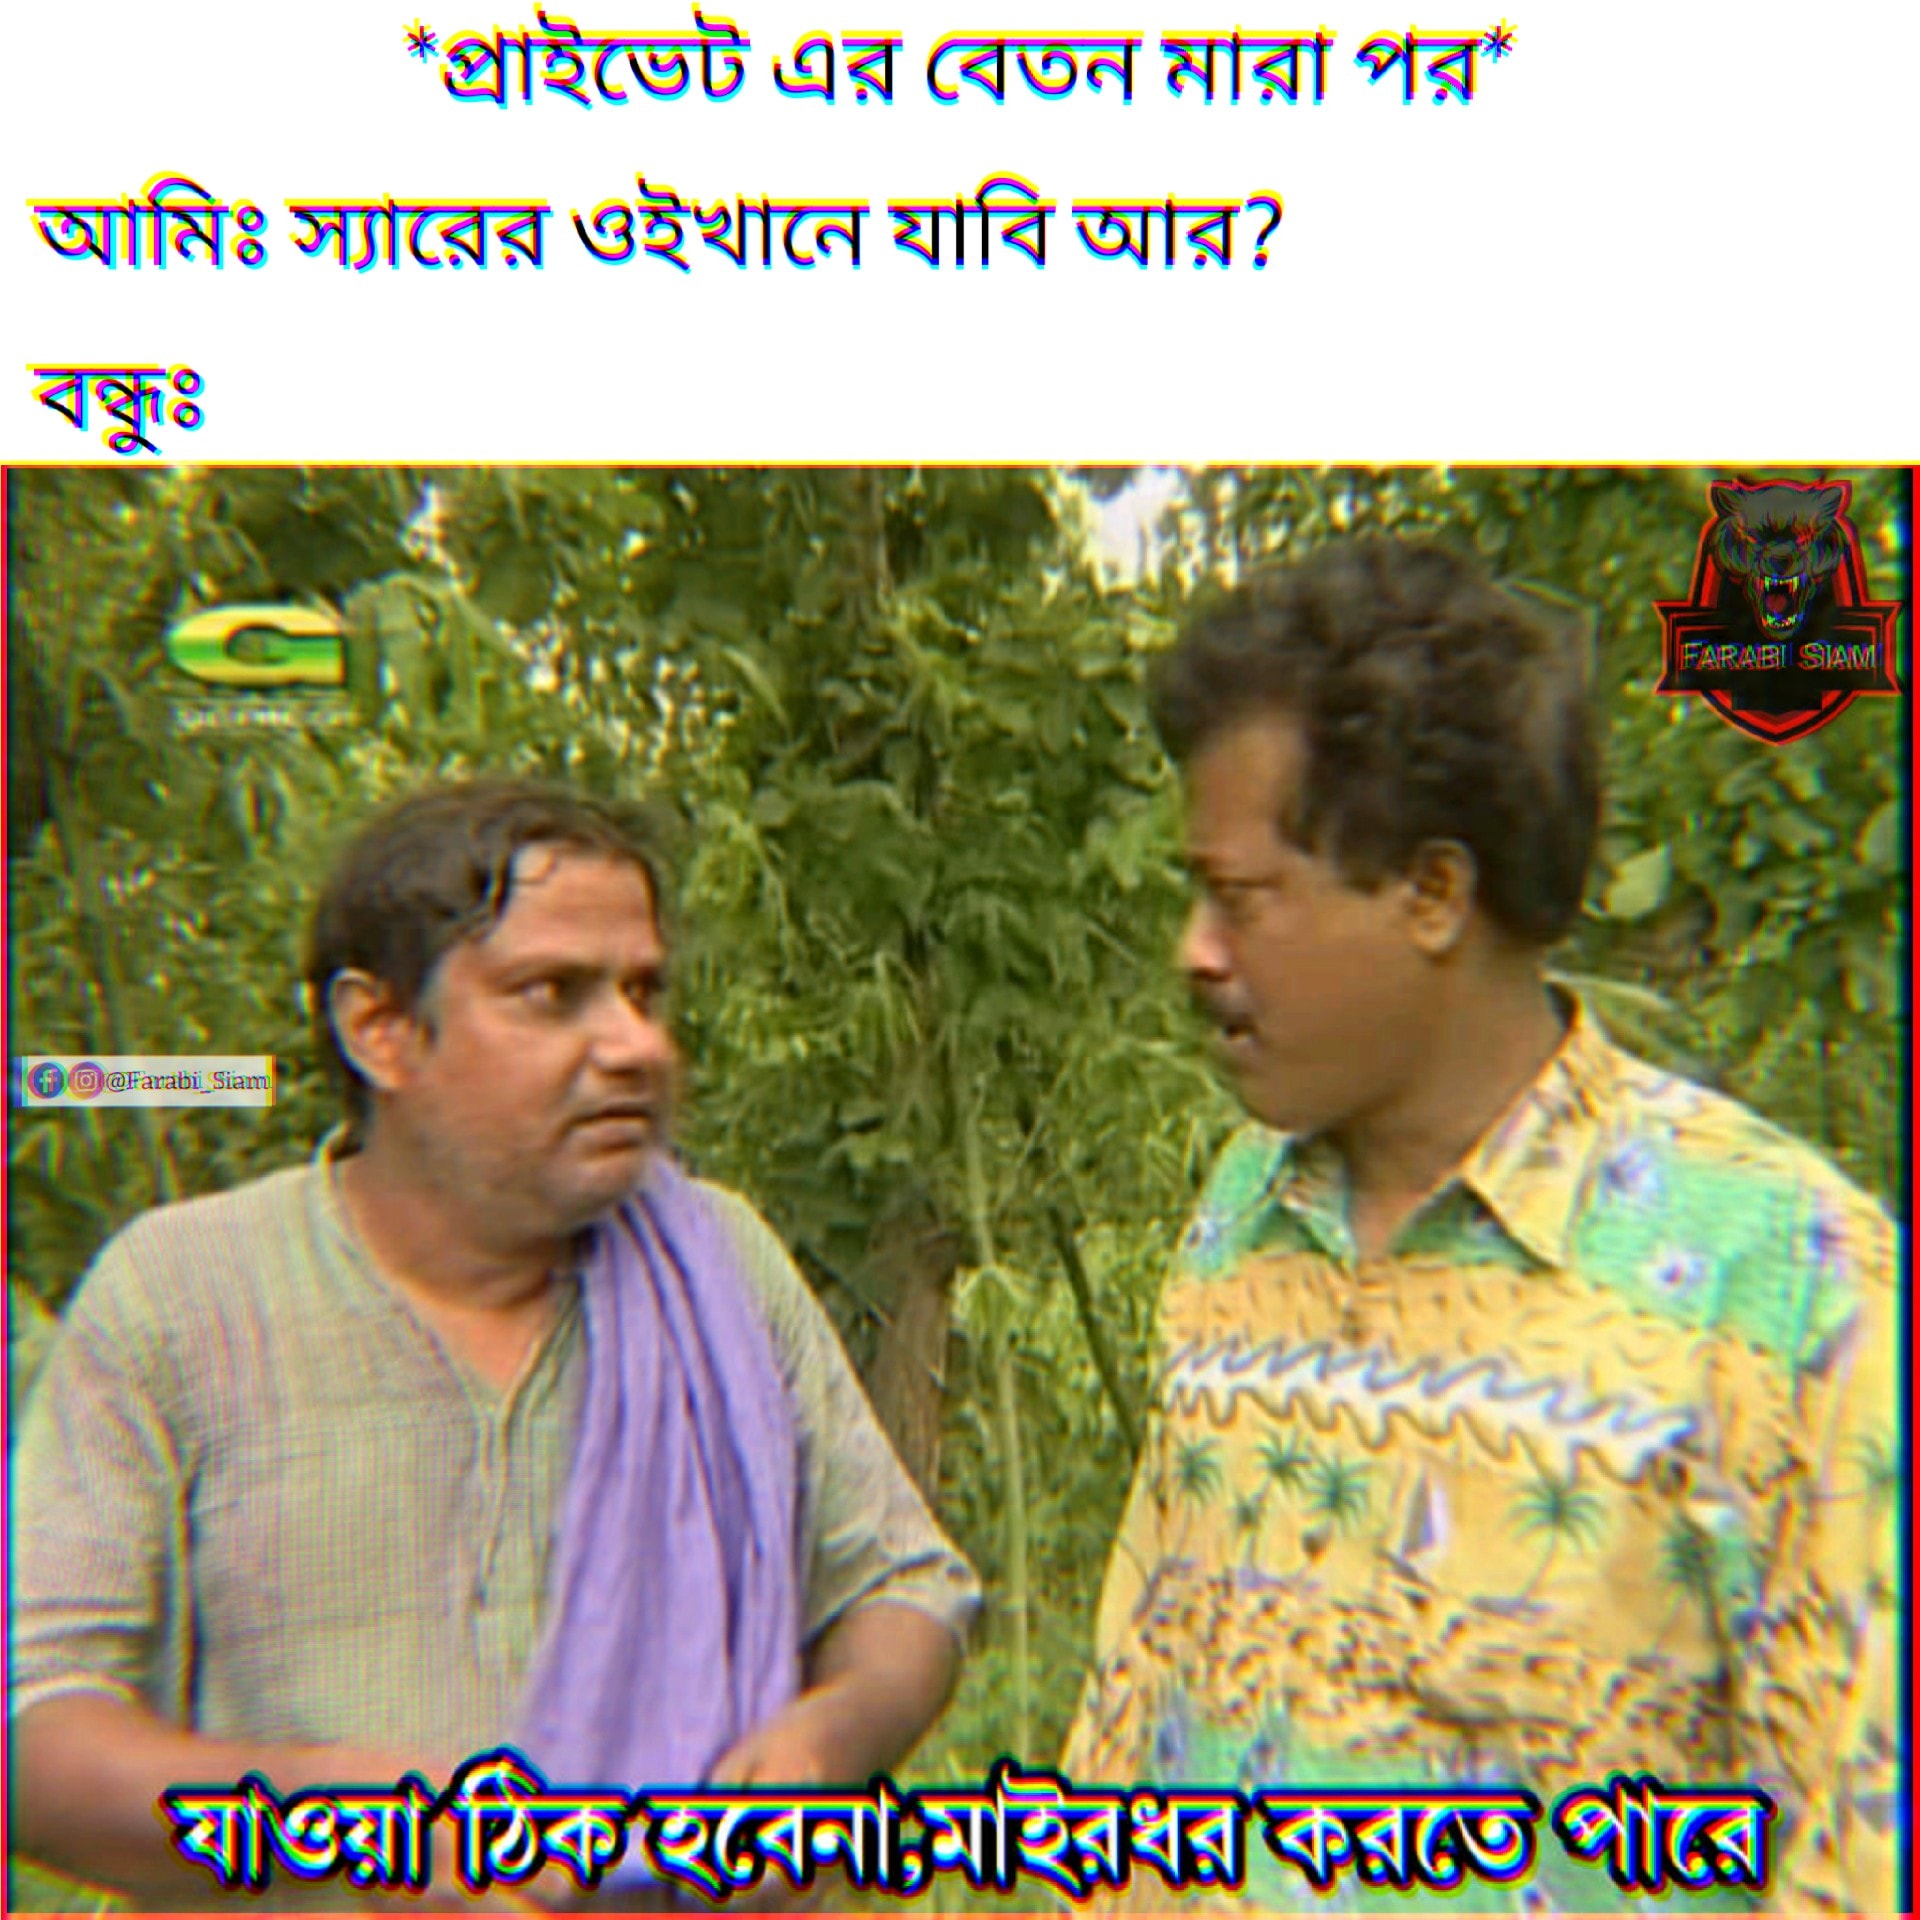 *প্রাইভেট এর বেতন মারা পর*
আমিঃ স্যারের ওইখানে যাবি আর?
বন্ধুঃ
FARABI SIAM
@Farabi_Siam
যাওয়া ঠিক হবেনা,মাইরধর করতে পারে